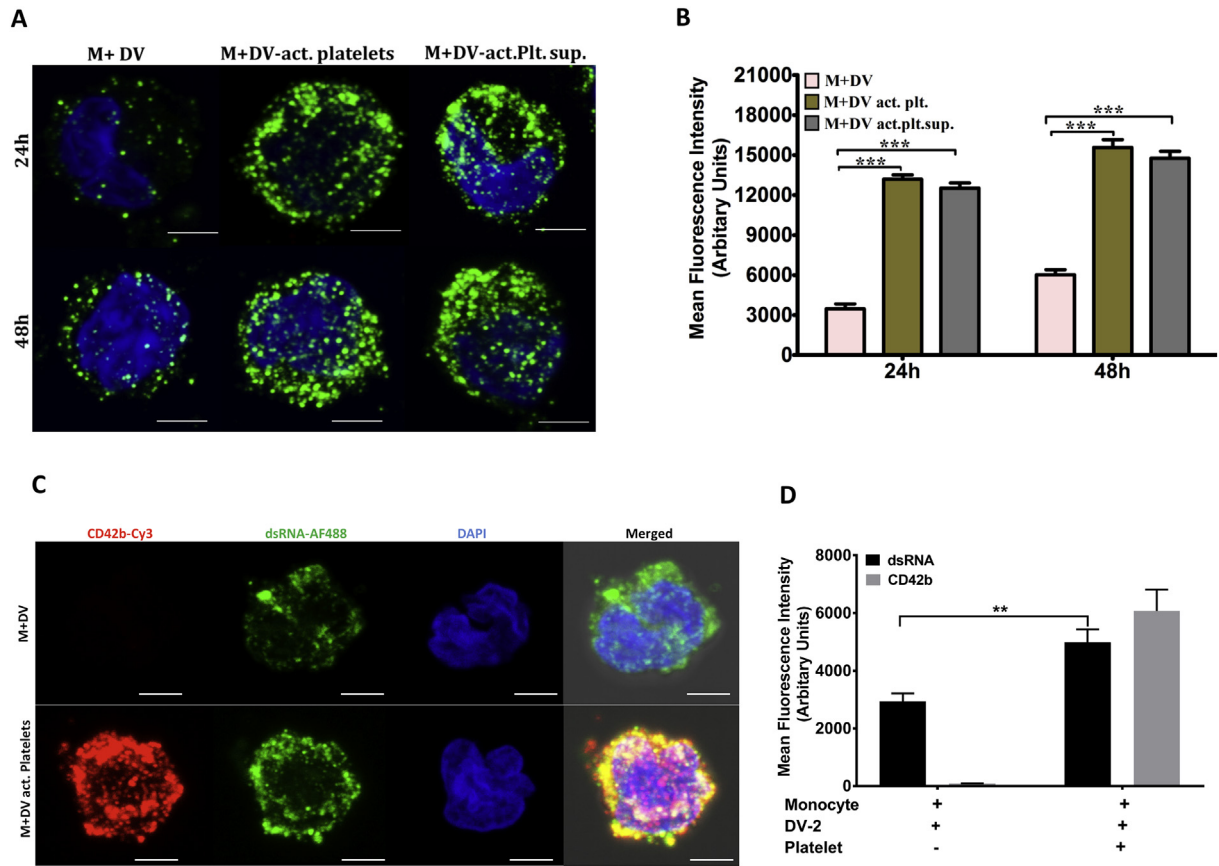 A
M+ DV
M+DV-act. platelets
M+DV-act.Plt. sup.
24h
48h
B
Mean Fluorescence Intensity
(Arbitary Units)
21000
18000
15000
12000
9000
6000
3000
0
M+DV
M+DV act. plt.
M+DV act.plt.sup.
***
***
***
***
24h
48h
C
CD42b-Cy3
dsRNA-AF488
DAPI
Merged
M+DV
M+DV act. Platelets
D
Mean Fluorescence Intensity
(Arbitary Units)
8000
6000
4000
2000
0
dsRNA
CD42b
**
Monocyte + +
DV-2 + +
Platelet - +